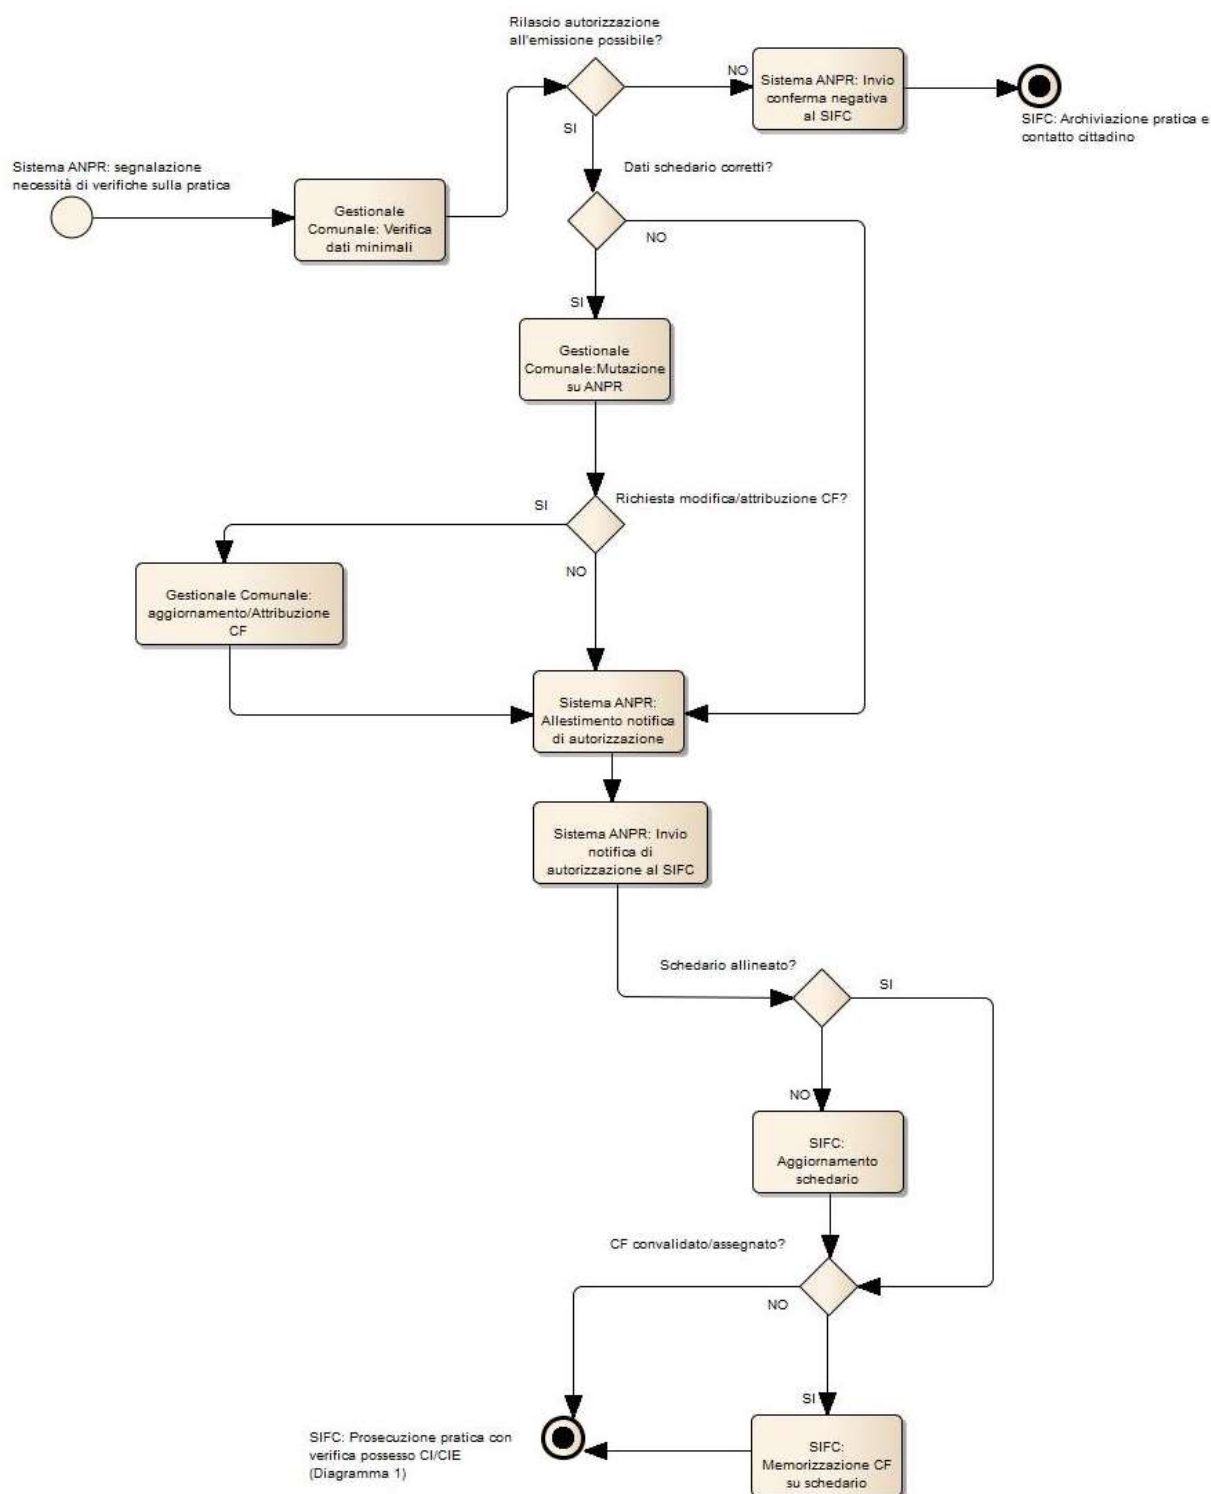 Rilascio autorizzazione
all'emissione possibile?
NO
Sistema ANPR: Invio
conferma negativa
al SIFC
SIFC: Archiviazione pratica e
contatto cittadino
SI
Sistema ANPR: segnalazione
necessità di verifiche sulla pratica
Gestionale
Comunale: Verifica
dati minimali
Dati schedario corretti?
NO
SI
Gestionale
Comunale:Mutazione
su ANPR
Richiesta modifica/attribuzione CF?
SI
NO
Gestionale Comunale:
aggiornamento/Attribuzione
CF
Sistema ANPR:
Allestimento notifica
di autorizzazione
Sistema ANPR: Invio
notifica di
autorizzazione al SIFC
Schedario allineato?
SI
NO
SIFC:
Aggiornamento
schedario
CF convalidato/assegnato?
NO
SI
SIFC: Prosecuzione pratica con
verifica possesso CI/CIE
(Diagramma 1)
SIFC:
Memorizzazione CF
su schedario